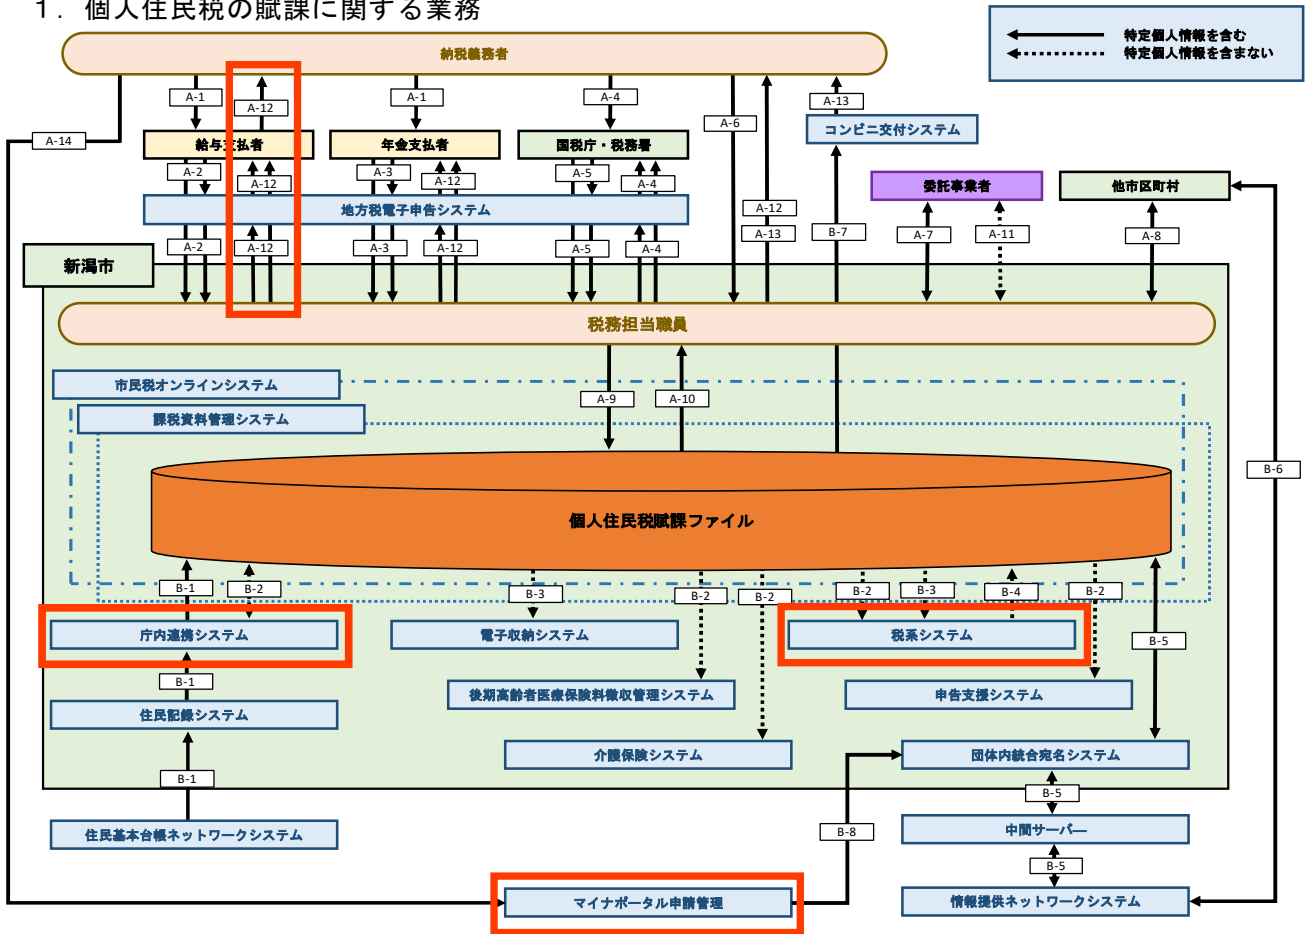 １．個人住民税の賦課に関する業務
特定個人情報を含む
特定個人情報を含まない
納税義務者
A-1
A-12
A-1
A-4
A-6
A-13
A-14
給与支払者
年金支払者
国税庁・税務署
コンビニ交付システム
A-2
A-12
A-3
A-12
A-5
A-4
委託事業者
他市区町村
地方税電子申告システム
A-12
A-13
B-7
A-7
A-11
A-8
A-2
A-12
A-3
A-12
A-5
A-4
新潟市
税務担当職員
市民税オンラインシステム
課税資料管理システム
A-9
A-10
B-6
個人住民税賦課ファイル
B-1
B-2
B-3
B-2
B-2
B-2
B-3
B-4
B-2
庁内連携システム
電子収納システム
税系システム
B-5
B-1
後期高齢者医療保険料徴収管理システム
申告支援システム
住民記録システム
介護保険システム
団体内統合宛名システム
B-1
B-5
住民基本台帳ネットワークシステム
B-8
中間サーバー
B-5
マイナポータル申請管理
情報提供ネットワークシステム